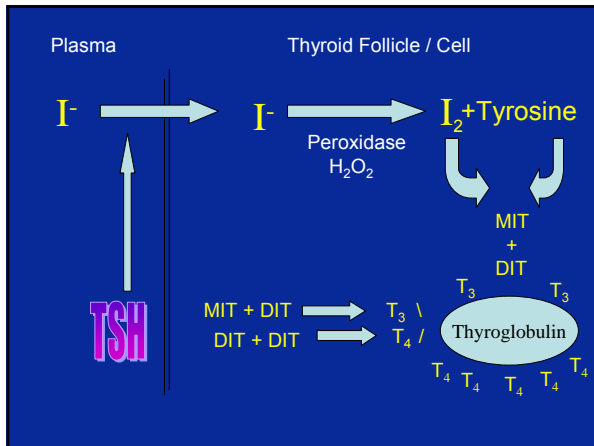 Plasma
Thyroid Follicle / Cell
I⁻
I⁻
I₂+Tyrosine
Peroxidase
H₂O₂
MIT
+
DIT
TSH
MIT + DIT
T₃ \
DIT + DIT
T₄ /
T₃
T₃
Thyroglobulin
T₄
T₄
T₄
T₄
T₄